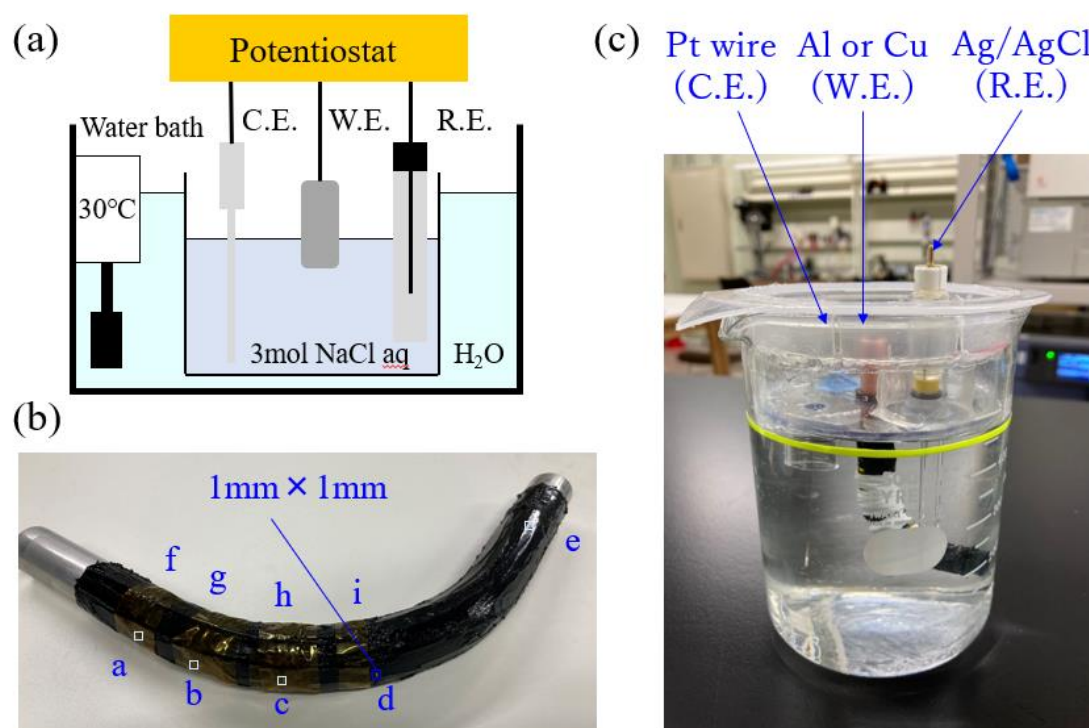 (a)
Potentiostat
Water bath
C.E.
W.E.
R.E.
30℃
3mol NaCl aq
H₂O
(b)
1mm × 1mm
f
g
h
i
e
a
b
c
d
(c)
Pt wire
(C.E.)
Al or Cu
(W.E.)
Ag/AgCl
(R.E.)